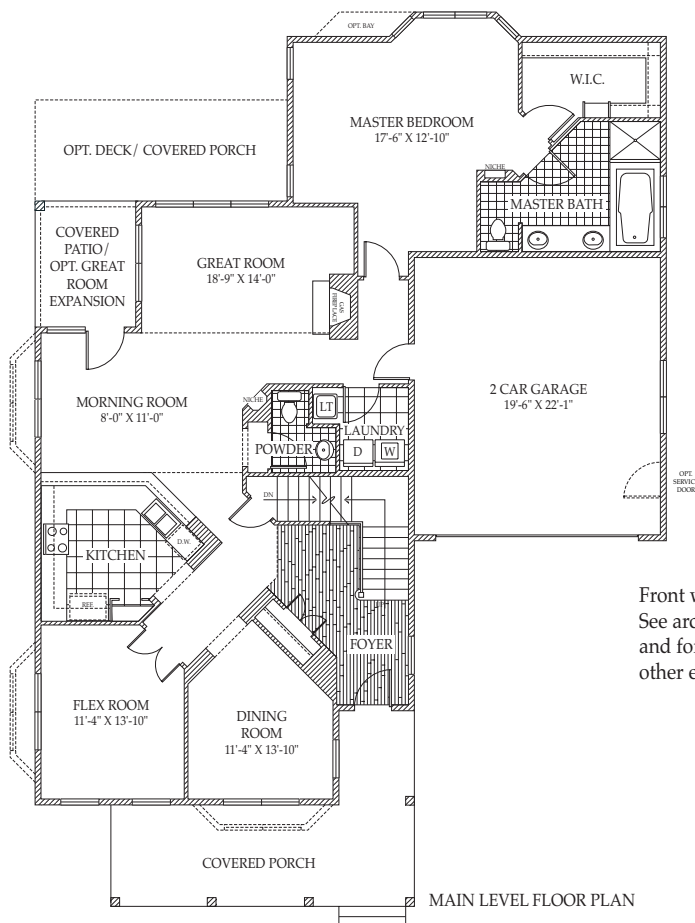 OPT. BAY
W.I.C.
MASTER BEDROOM
17'-6" X 12'-10"
OPT. DECK/ COVERED PORCH
NICHE
MASTER BATH
COVERED
PATIO/
OPT. GREAT
ROOM
EXPANSION
GREAT ROOM
18'-9" X 14'-0"
GAS
FIREPLACE
2 CAR GARAGE
19'-6" X 22'-1"
MORNING ROOM
8'-0" X 11'-0"
NICHE
LT
LAUNDRY
POWDER
D
W
OPT.
SERVICE
DOOR
DN
D.W.
KITCHEN
REF.
UP
FOYER
Front w
See arc
and for
other e
FLEX ROOM
11'-4" X 13'-10"
DINING
ROOM
11'-4" X 13'-10"
COVERED PORCH
MAIN LEVEL FLOOR PLAN